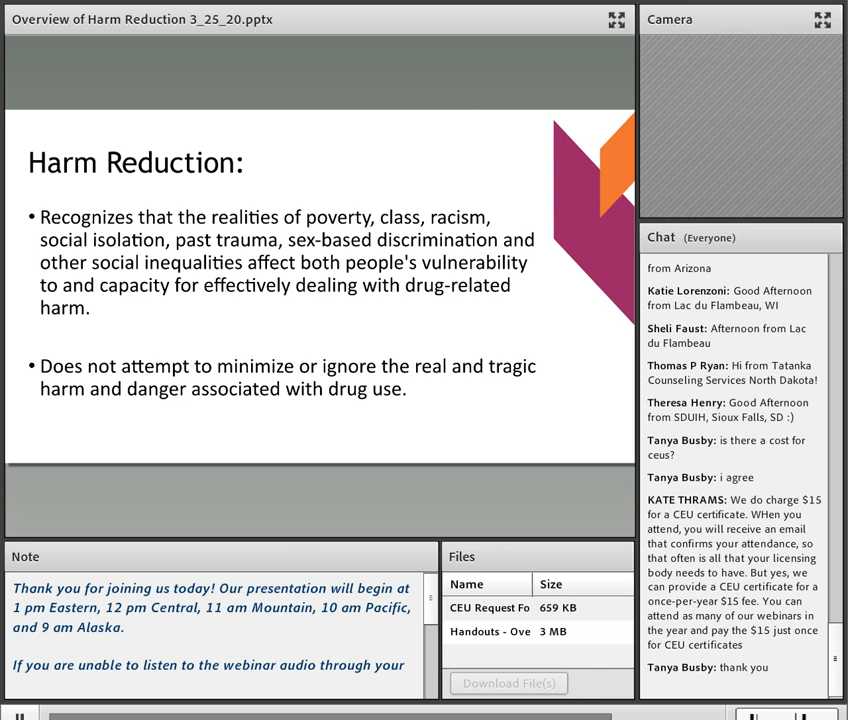 Overview of Harm Reduction 3_25_20.pptx
Harm Reduction:
• Recognizes that the realities of poverty, class, racism,
social isolation, past trauma, sex-based discrimination and
other social inequalities affect both people's vulnerability
to and capacity for effectively dealing with drug-related
harm.
• Does not attempt to minimize or ignore the real and tragic
harm and danger associated with drug use.
Note
Thank you for joining us today! Our presentation will begin at
1 pm Eastern, 12 pm Central, 11 am Mountain, 10 am Pacific,
and 9 am Alaska.
If you are unable to listen to the webinar audio through your
Files
Name Size
CEU Request Fo 659 KB
Handouts - Ove 3 MB
Download File(s)
Camera
Chat (Everyone)
from Arizona
Katie Lorenzoni: Good Afternoon
from Lac du Flambeau, WI
Sheli Faust: Afternoon from Lac
du Flambeau
Thomas P Ryan: Hi from Tatanka
Counseling Services North Dakota!
Theresa Henry: Good Afternoon
from SDUIH, Sioux Falls, SD :)
Tanya Busby: is there a cost for
ceus?
Tanya Busby: i agree
KATE THRAMS: We do charge $15
for a CEU certificate. WHen you
attend, you will receive an email
that confirms your attendance, so
that often is all that your licensing
body needs to have. But yes, we
can provide a CEU certificate for a
once-per-year $15 fee. You can
attend as many of our webinars in
the year and pay the $15 just once
for CEU certificates
Tanya Busby: thank you